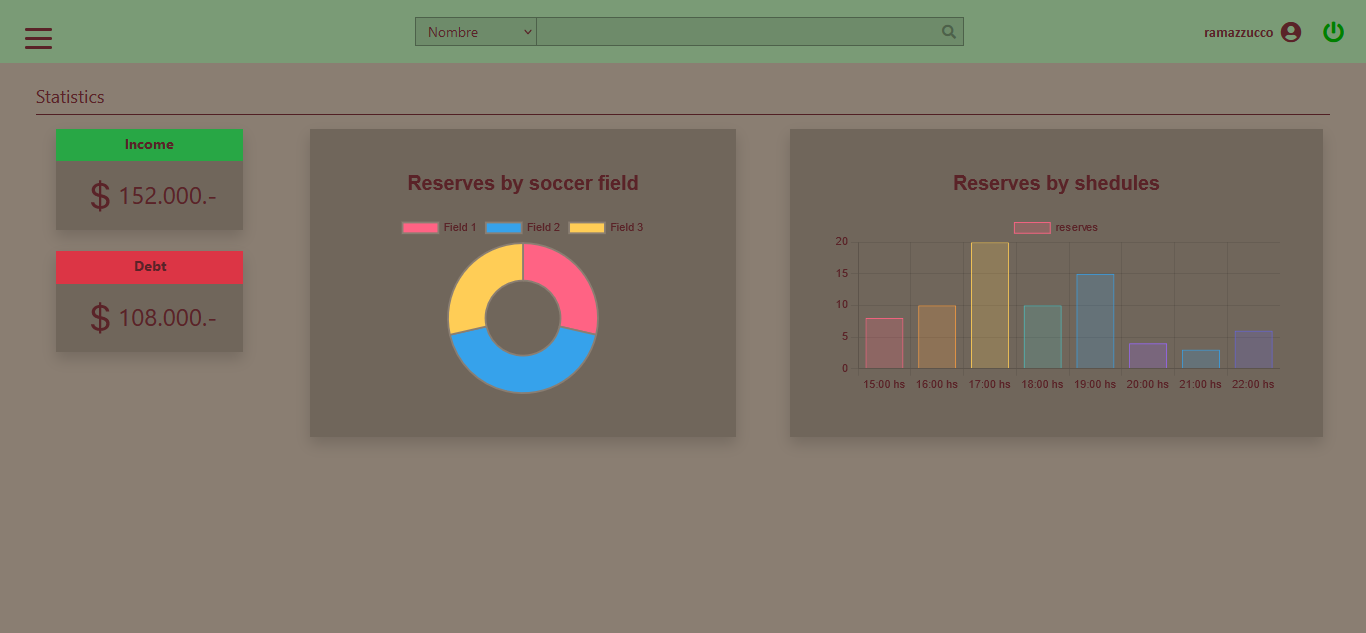 Nombre
ramazzucco
Statistics
Income
$ 152.000.-
Debt
$ 108.000.-
Reserves by soccer field
Field 1 Field 2 Field 3
Reserves by shedules
reserves
20
15
10
5
0
15:00 hs 16:00 hs 17:00 hs 18:00 hs 19:00 hs 20:00 hs 21:00 hs 22:00 hs